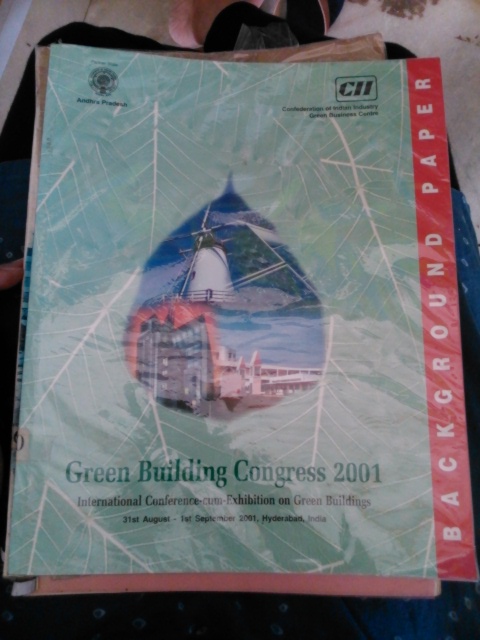 Andhra Pradesh
CII
Confederation of Indian Industry
Green Business Centre
BACKGROUND PAPER
Green Building Congress 2001
International Conference-cum-Exhibition on Green Buildings
31st August - 1st September 2001, Hyderabad, India